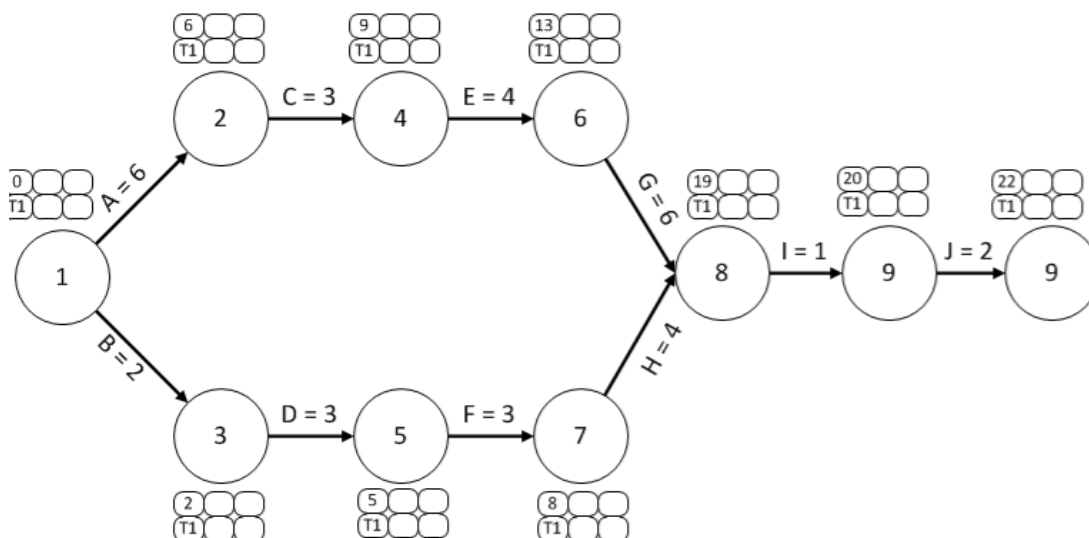 6
T1
9
T1
13
T1
C = 3
E = 4
2
4
6
0
T1
A = 6
G = 6
19
T1
20
T1
22
T1
1
8
I = 1
9
J = 2
9
B = 2
H = 4
D = 3
F = 3
3
5
7
2
T1
5
T1
8
T1